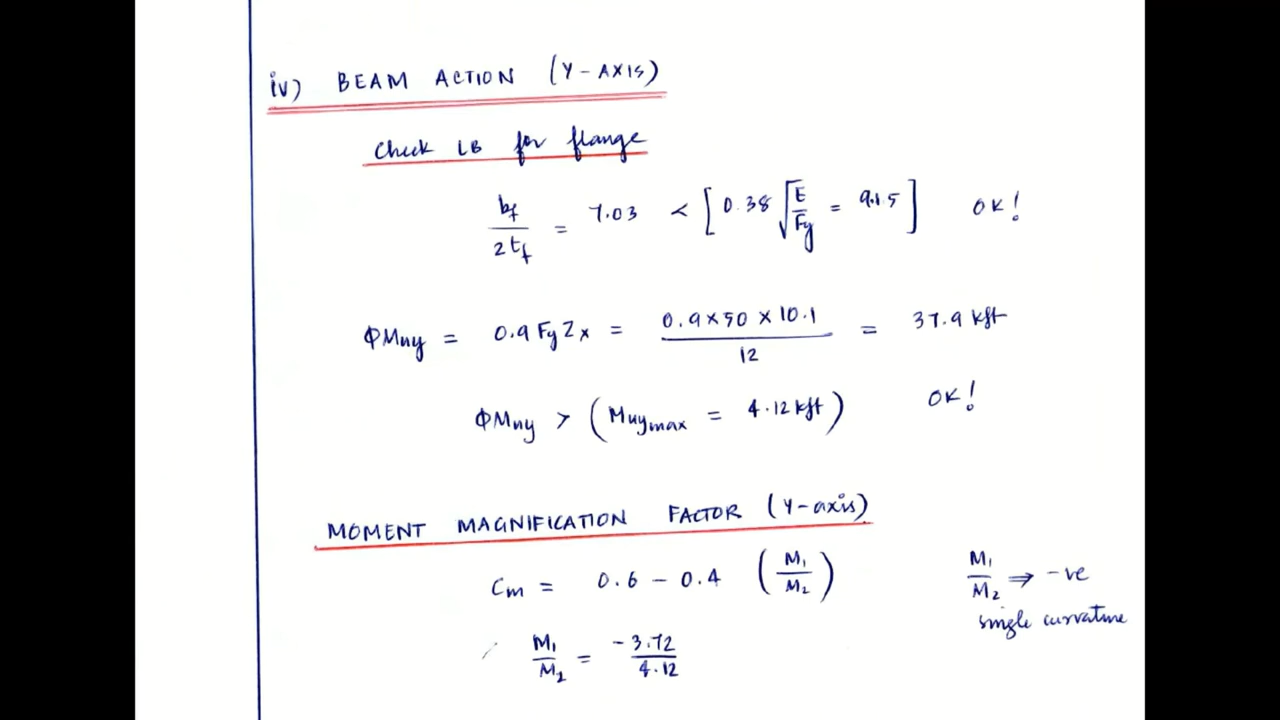 iv) BEAM ACTION (Y-AXIS)
Check LB for flange
bf / 2tf = 7.03 < [0.38 √(E/Fy) = 9.15] OK!
ΦMny = 0.9 Fy Zx = (0.9 x 50 x 10.1) / 12 = 37.9 kft
ΦMny > (Muymax = 4.12 kft) OK!
MOMENT MAGNIFICATION FACTOR (Y-axis)
Cm = 0.6 - 0.4 (M1/M2) M1/M2 ⇒ -ve
single curvature
M1/M2 = -3.72/4.12